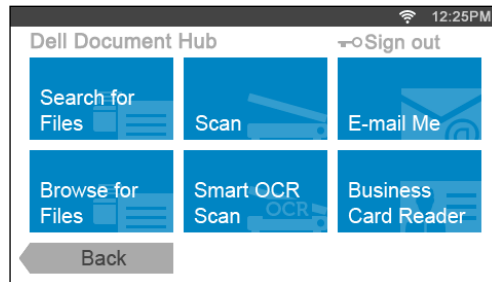 12:25PM
Dell Document Hub
Sign out
Search for
Files
Scan
E-mail Me
@
Browse for
Files
Smart OCR
Scan
OCR
Business
Card Reader
Back